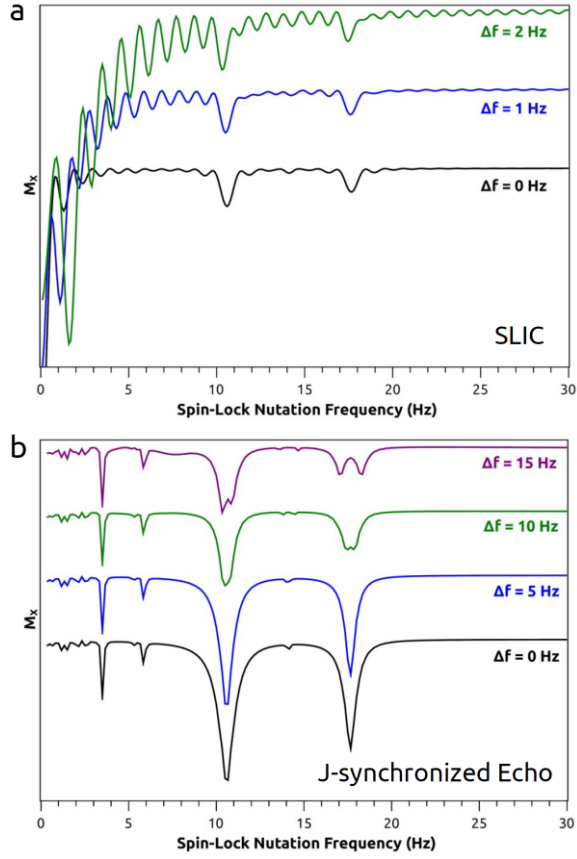 a
Δf = 2 Hz
Δf = 1 Hz
Δf = 0 Hz
Mx
SLIC
0 5 10 15 20 25 30
Spin-Lock Nutation Frequency (Hz)
b
Δf = 15 Hz
Δf = 10 Hz
Δf = 5 Hz
Δf = 0 Hz
Mx
J-synchronized Echo
0 5 10 15 20 25 30
Spin-Lock Nutation Frequency (Hz)